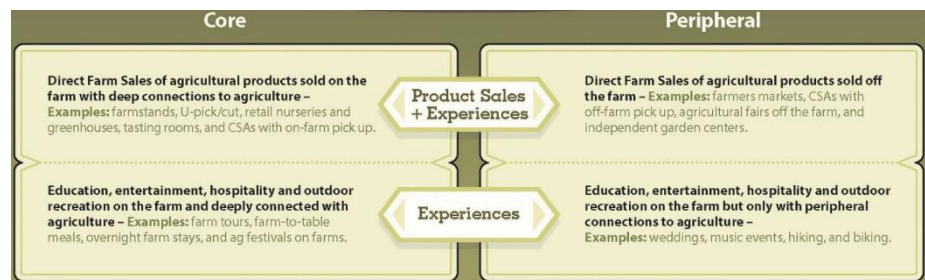 Core
Peripheral
Direct Farm Sales of agricultural products sold on the
farm with deep connections to agriculture –
Examples: farmstands, U-pick/cut, retail nurseries and
greenhouses, tasting rooms, and CSAs with on-farm pick up.
Product Sales
+ Experiences
Direct Farm Sales of agricultural products sold off
the farm – Examples: farmers markets, CSAs with
off-farm pick up, agricultural fairs off the farm, and
independent garden centers.
Education, entertainment, hospitality and outdoor
recreation on the farm and deeply connected with
agriculture – Examples: farm tours, farm-to-table
meals, overnight farm stays, and ag festivals on farms.
Experiences
Education, entertainment, hospitality and outdoor
recreation on the farm but only with peripheral
connections to agriculture –
Examples: weddings, music events, hiking, and biking.